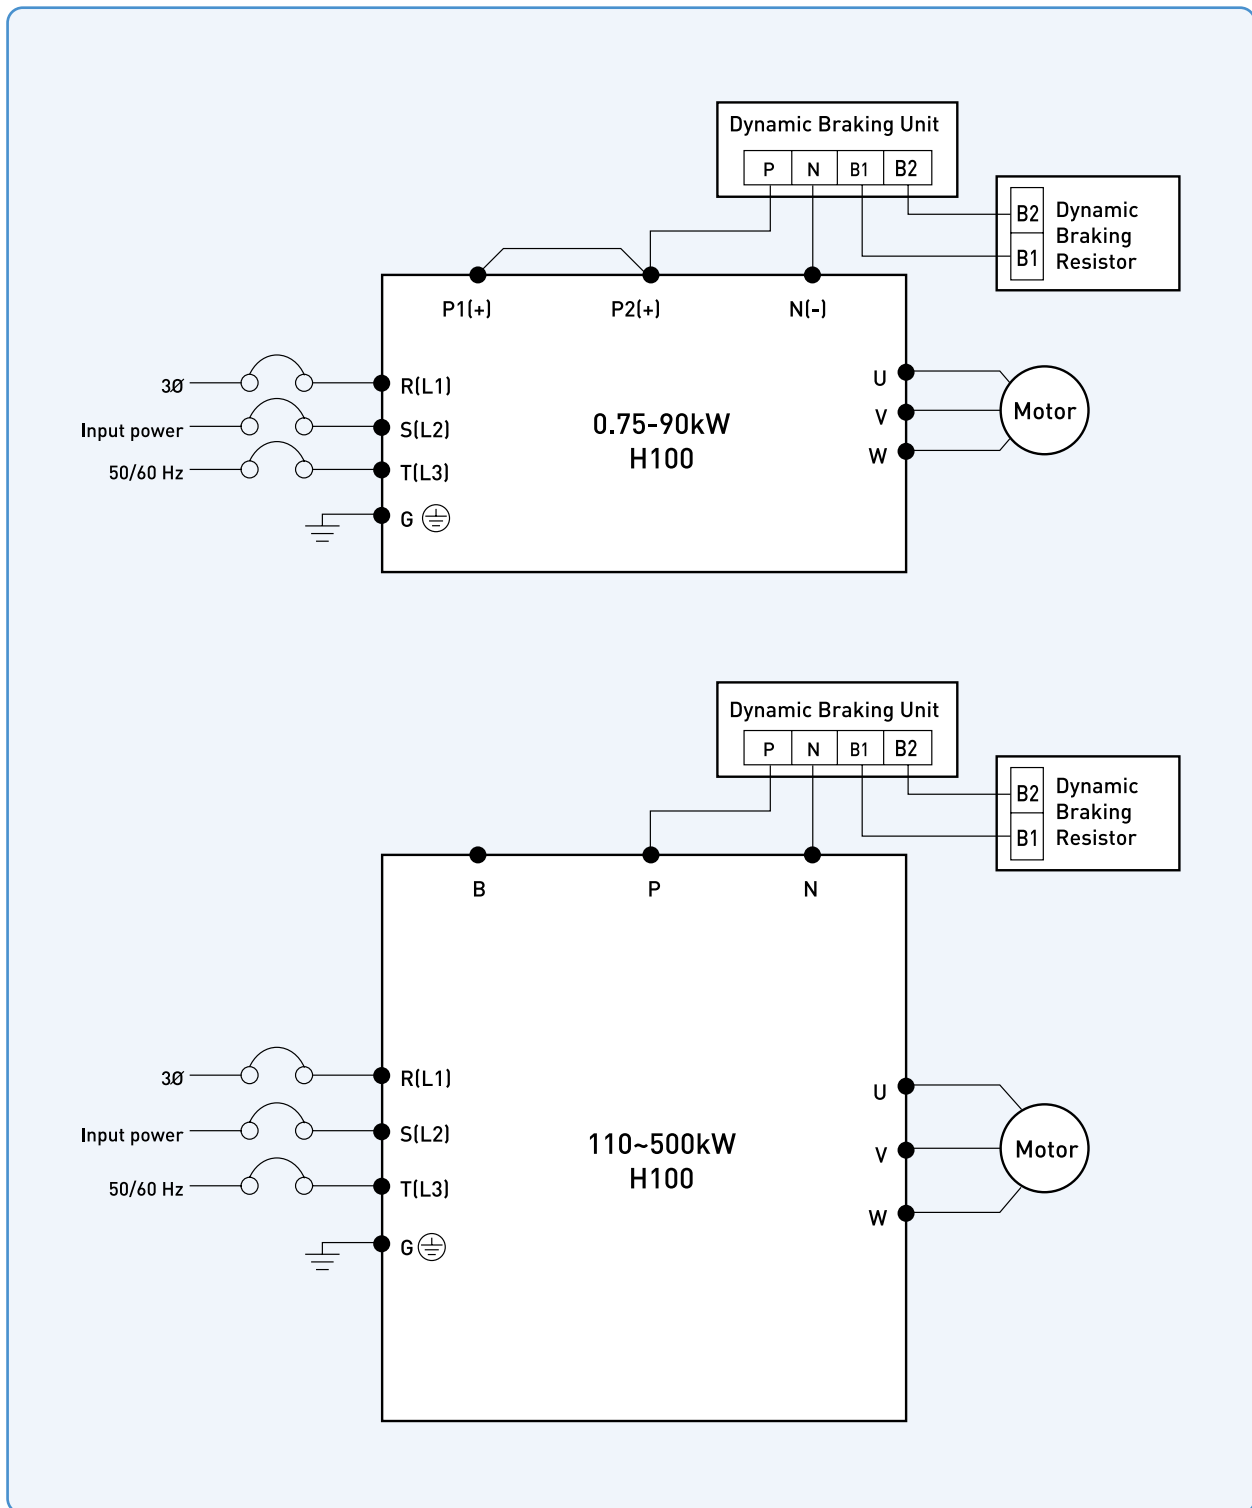 Dynamic Braking Unit
P N B1 B2
B2 Dynamic
Braking
B1 Resistor
P1(+) P2(+) N(-)
3Ø R(L1)
Input power S(L2)
50/60 Hz T(L3)
G
0.75-90kW
H100
U
V
W
Motor
Dynamic Braking Unit
P N B1 B2
B2 Dynamic
Braking
B1 Resistor
B P N
3Ø R(L1)
Input power S(L2)
50/60 Hz T(L3)
G
110~500kW
H100
U
V
W
Motor